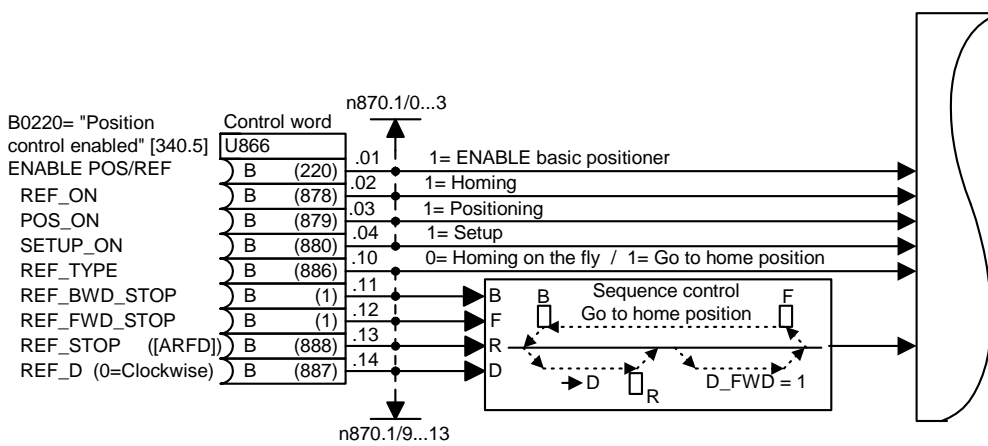 n870.1/0...3
B0220= "Position Control word
control enabled" [340.5] U866
ENABLE POS/REF B (220) .01 1= ENABLE basic positioner
REF_ON B (878) .02 1= Homing
POS_ON B (879) .03 1= Positioning
SETUP_ON B (880) .04 1= Setup
REF_TYPE B (886) .10 0= Homing on the fly / 1= Go to home position
REF_BWD_STOP B (1) .11 B B Sequence control F
REF_FWD_STOP B (1) .12 F Go to home position
REF_STOP ([ARFD]) B (888) .13 R
REF_D (0=Clockwise) B (887) .14 D D R D_FWD = 1
n870.1/9...13